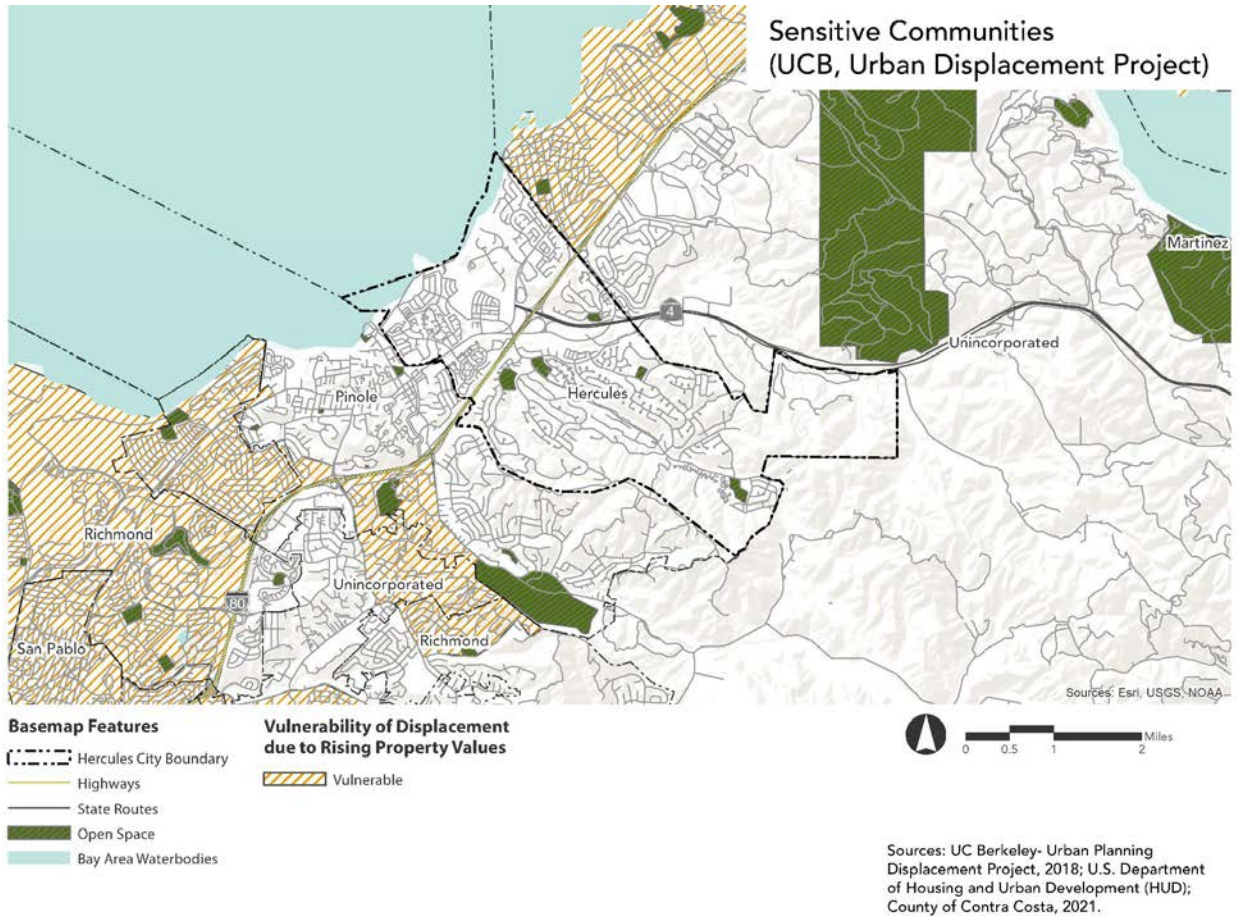 Sensitive Communities
(UCB, Urban Displacement Project)
Martinez
4
Unincorporated
Hercules
Pinole
Richmond
Unincorporated
80
Richmond
San Pablo
Sources: Esri, USGS, NOAA
Basemap Features
Hercules City Boundary
Highways
State Routes
Open Space
Bay Area Waterbodies
Vulnerability of Displacement
due to Rising Property Values
Vulnerable
0 0.5 1 2 Miles
Sources: UC Berkeley- Urban Planning
Displacement Project, 2018; U.S. Department
of Housing and Urban Development (HUD);
County of Contra Costa, 2021.